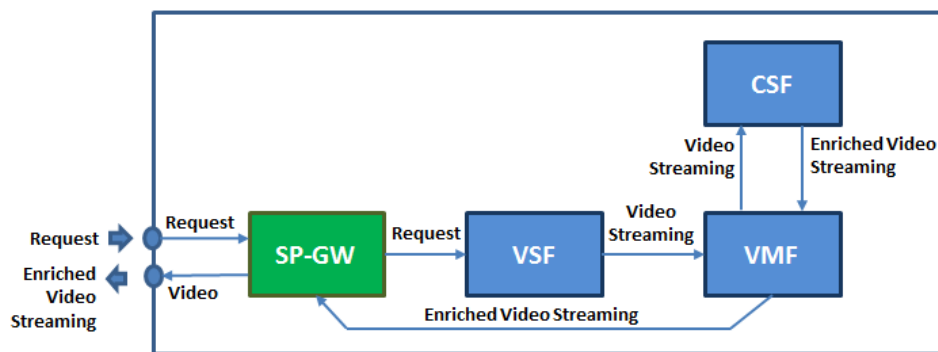 CSF
Video
Streaming
Enriched Video
Streaming
Request
Request
Request
Video
Streaming
SP-GW
VSF
VMF
Enriched
Video
Streaming
Video
Enriched Video Streaming